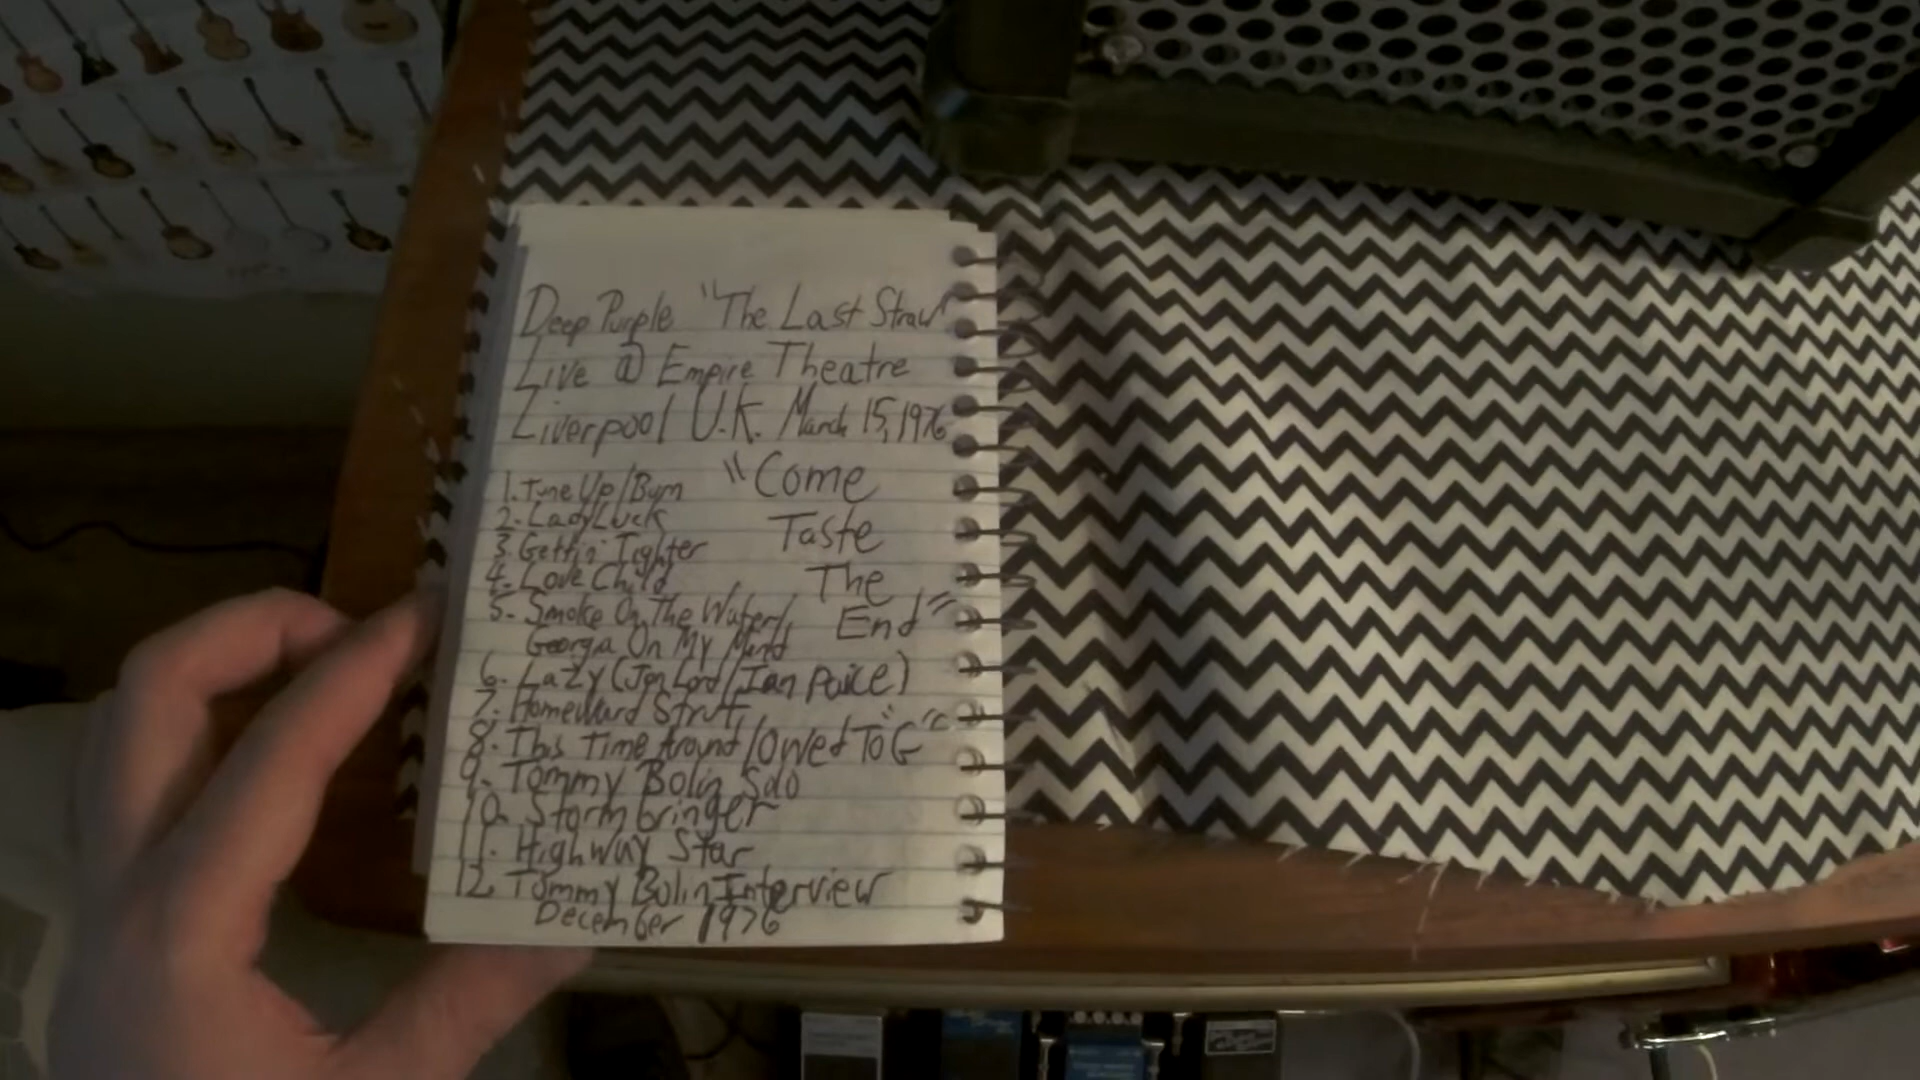 Deep Purple "The Last Straw
Live @ Empire Theatre
Liverpool U.K. March 15, 1976
"Come
Taste
The
End"
1. Tune Up/Burn
2. Lady Luck
3. Gettin' Tighter
4. Love Child
5. Smoke On The Water/
Georgia On My Mind
6. Lazy (Jon Lord/Ian Paice)
7. Homeward Strut
8. This Time Around/Owed To "G"
9. Tommy Bolin Solo
10. Stormbringer
11. Highway Star
12. Tommy Bolin Interview
December 1976